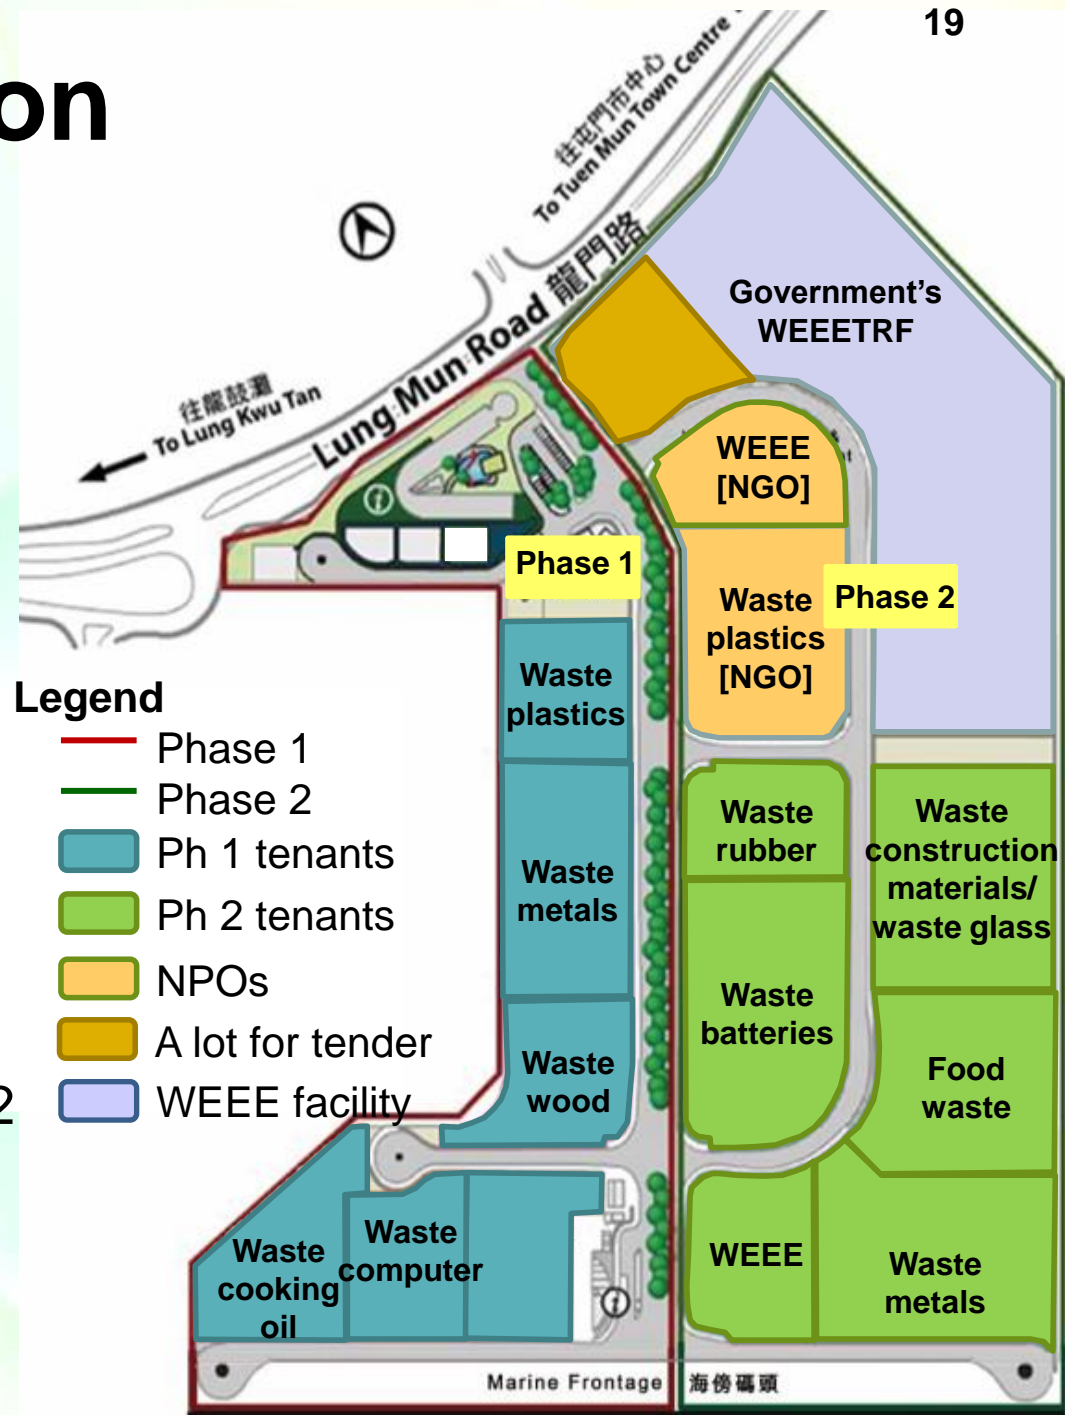 19
on
往屯門市中心
To Tuen Mun Town Centre
Lung Mun Road 龍門路
往龍鼓灘
To Lung Kwu Tan
Government's
WEEETRF
WEEE
[NGO]
Phase 1
Waste
plastics
[NGO]
Phase 2
Waste
plastics
Waste
metals
Waste
wood
Waste
rubber
Waste
construction
materials/
waste glass
Waste
batteries
Food
waste
Legend
Phase 1
Phase 2
Ph 1 tenants
Ph 2 tenants
NPOs
A lot for tender
2
WEEE facility
Waste
cooking
oil
Waste
computer
WEEE
Waste
metals
Marine Frontage
海傍碼頭